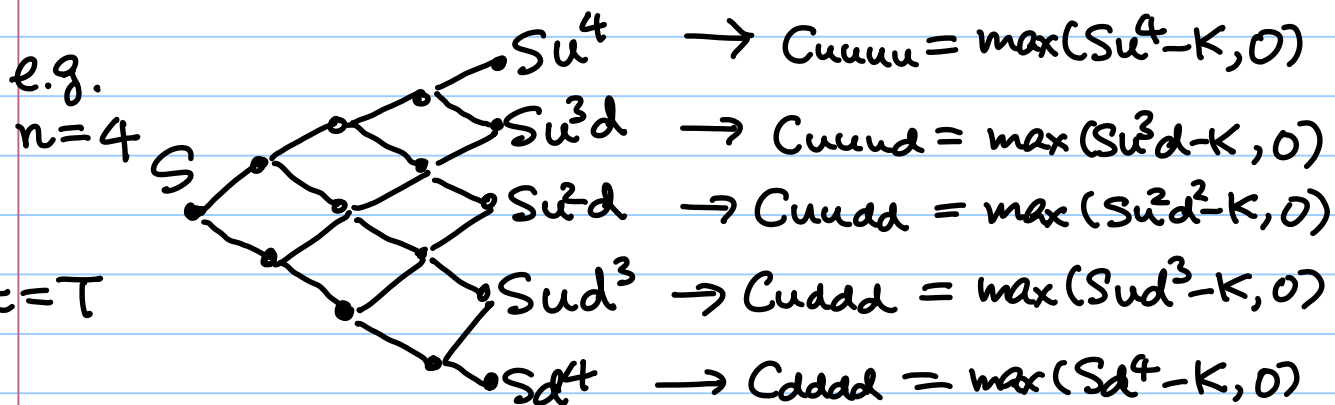 e.g.
n=4
S
Su⁴ → Cuuuu = max(Su⁴-K,0)
Su³d → Cuuud = max(Su³d-K,0)
Su²d → Cuudd = max(Su²d²-K,0)
=T Sud³ → Cuddd = max(Sud³-K,0)
Sd⁴ → Cdddd = max(Sd⁴-K,0)